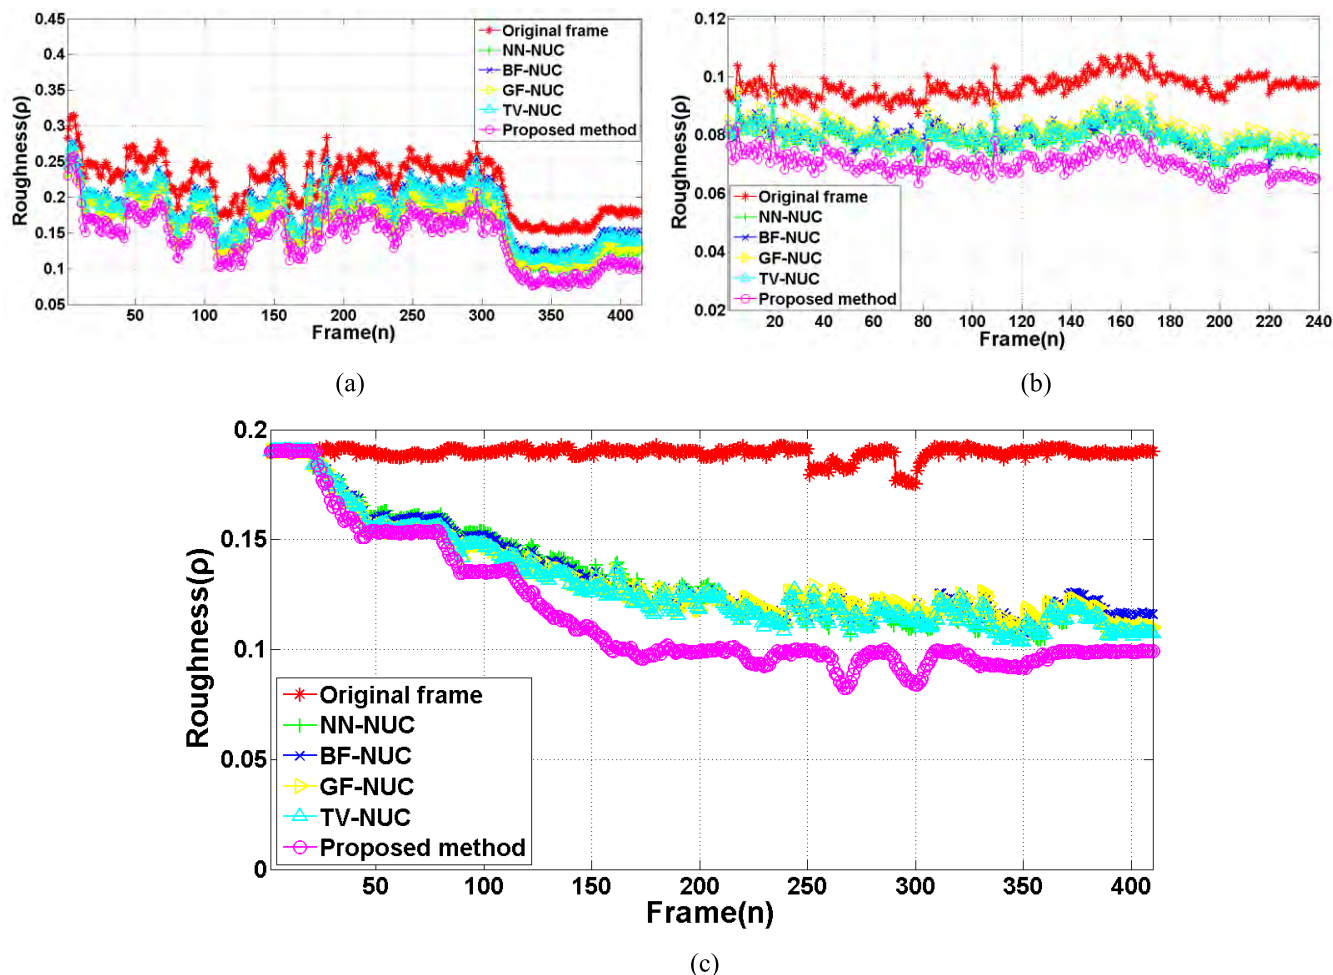 0.45
0.4
0.35
0.3
0.25
0.2
0.15
0.1
0.05
Roughness(ρ)
50 100 150 200 250 300 350 400
Frame(n)
Original frame
NN-NUC
BF-NUC
GF-NUC
TV-NUC
Proposed method
(a)
0.12
0.1
0.08
0.06
0.04
0.02
Roughness(ρ)
Original frame
NN-NUC
BF-NUC
GF-NUC
TV-NUC
Proposed method
20 40 60 80 100 120 140 160 180 200 220 240
Frame(n)
(b)
0.2
0.15
0.1
0.05
0
Roughness(ρ)
Original frame
NN-NUC
BF-NUC
GF-NUC
TV-NUC
Proposed method
50 100 150 200 250 300 350 400
Frame(n)
(c)